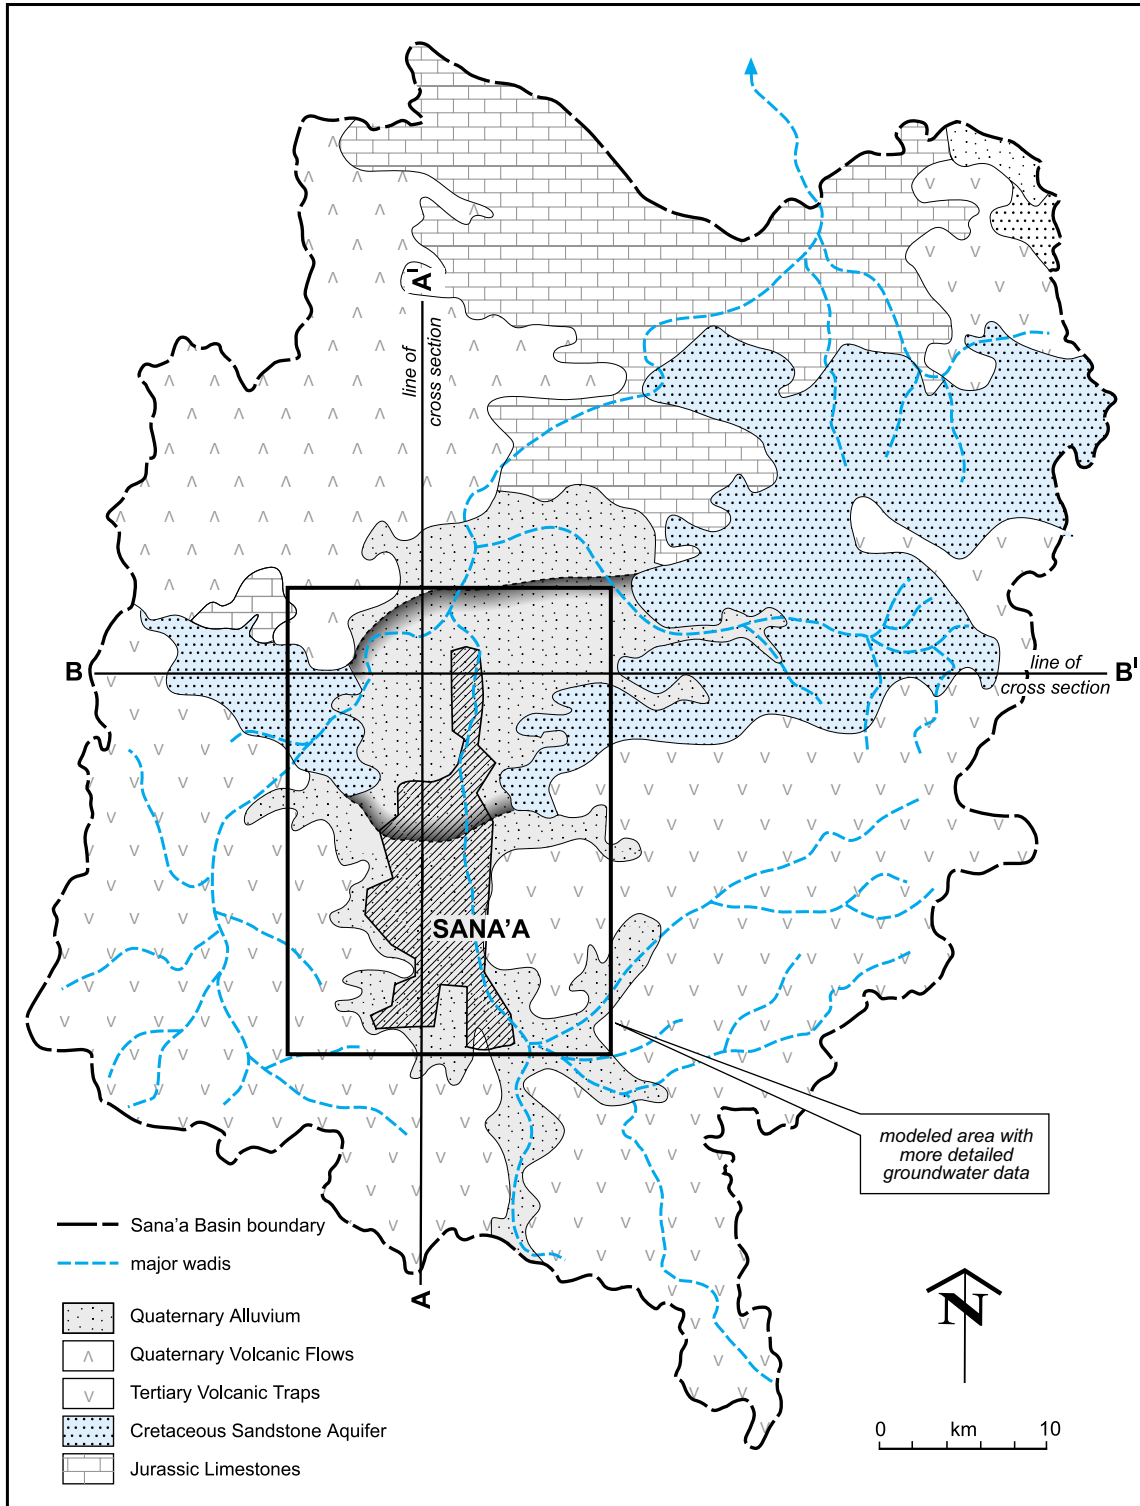 A'
line of
cross section
B
line of
cross section
B'
SANA'A
modeled area with
more detailed
groundwater data
A
Sana'a Basin boundary
major wadis
Quaternary Alluvium
Quaternary Volcanic Flows
Tertiary Volcanic Traps
Cretaceous Sandstone Aquifer
Jurassic Limestones
N
0 km 10